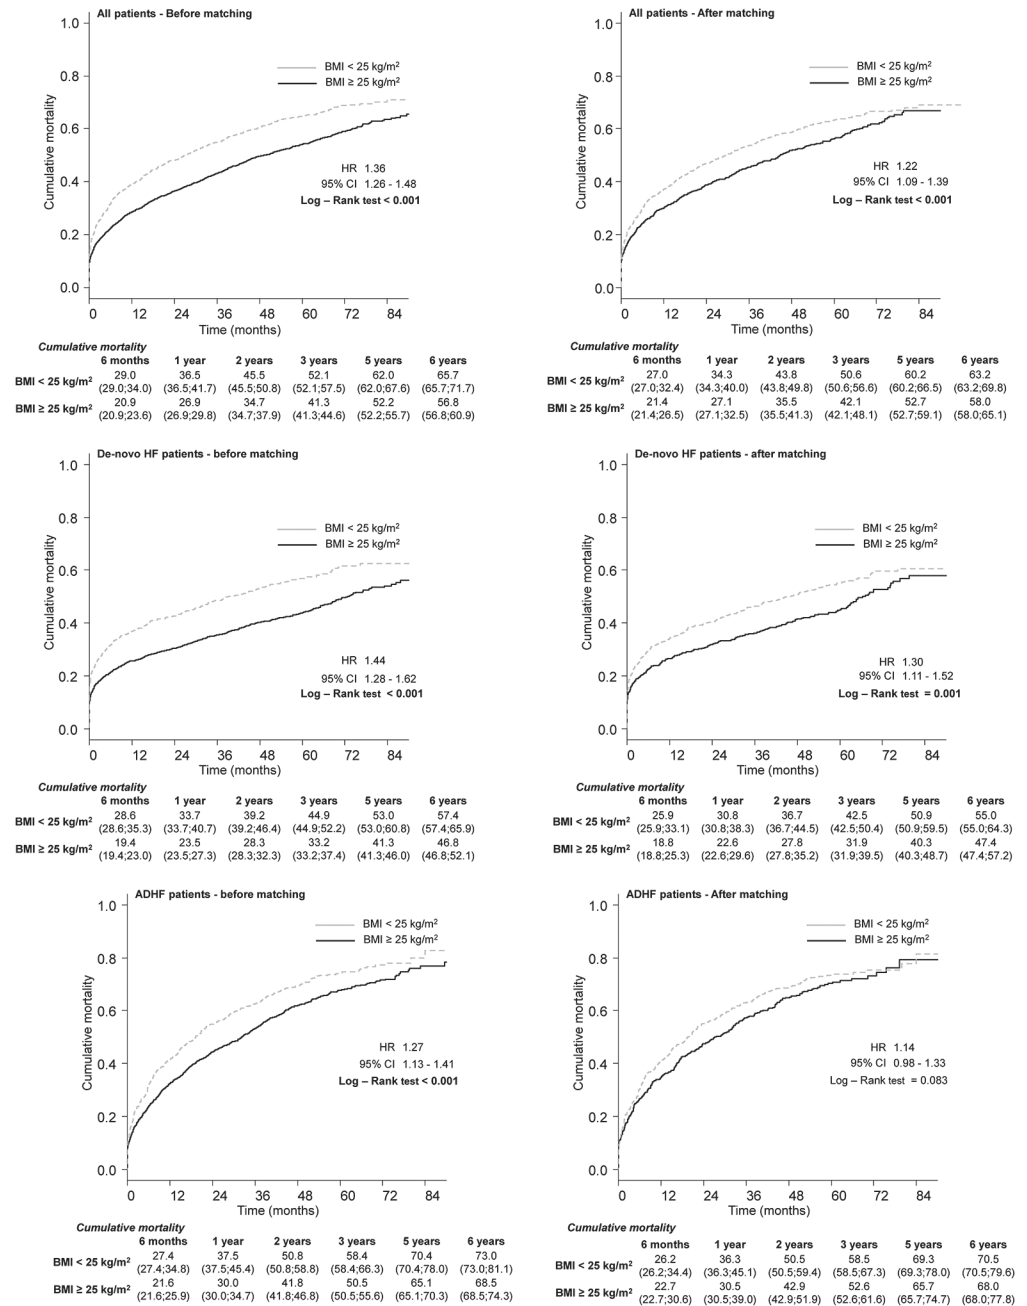 All patients - Before matching
1.0
0.8
0.6
0.4
0.2
0.0
Cumulative mortality
BMI < 25 kg/m²
BMI ≥ 25 kg/m²
HR 1.36
95% CI 1.26 - 1.48
Log – Rank test < 0.001
0 12 24 36 48 60 72 84
Time (months)
Cumulative mortality
6 months 1 year 2 years 3 years 5 years 6 years
BMI < 25 kg/m² 29.0 36.5 45.5 52.1 62.0 65.7
(29.0;34.0) (36.5;41.7) (45.5;50.8) (52.1;57.5) (62.0;67.6) (65.7;71.7)
BMI ≥ 25 kg/m² 20.9 26.9 34.7 41.3 52.2 56.8
(20.9;23.6) (26.9;29.8) (34.7;37.9) (41.3;44.6) (52.2;55.7) (56.8;60.9)
All patients - After matching
1.0
0.8
0.6
0.4
0.2
0.0
Cumulative mortality
BMI < 25 kg/m²
BMI ≥ 25 kg/m²
HR 1.22
95% CI 1.09 - 1.39
Log – Rank test < 0.001
0 12 24 36 48 60 72 84
Time (months)
Cumulative mortality
6 months 1 year 2 years 3 years 5 years 6 years
BMI < 25 kg/m² 27.0 34.3 43.8 50.6 60.2 63.2
(27.0;32.4) (34.3;40.0) (43.8;49.8) (50.6;56.6) (60.2;66.5) (63.2;69.8)
BMI ≥ 25 kg/m² 21.4 27.1 35.5 42.1 52.7 58.0
(21.4;26.5) (27.1;32.5) (35.5;41.3) (42.1;48.1) (52.7;59.1) (58.0;65.1)
De-novo HF patients - before matching
1.0
0.8
0.6
0.4
0.2
0.0
Cumulative mortality
BMI < 25 kg/m²
BMI ≥ 25 kg/m²
HR 1.44
95% CI 1.28 - 1.62
Log – Rank test < 0.001
0 12 24 36 48 60 72 84
Time (months)
Cumulative mortality
6 months 1 year 2 years 3 years 5 years 6 years
BMI < 25 kg/m² 28.6 33.7 39.2 44.9 53.0 57.4
(28.6;35.3) (33.7;40.7) (39.2;46.4) (44.9;52.2) (53.0;60.8) (57.4;65.9)
BMI ≥ 25 kg/m² 19.4 23.5 28.3 33.2 41.3 46.8
(19.4;23.0) (23.5;27.3) (28.3;32.3) (33.2;37.4) (41.3;46.0) (46.8;52.1)
De-novo HF patients - after matching
1.0
0.8
0.6
0.4
0.2
0.0
Cumulative mortality
BMI < 25 kg/m²
BMI ≥ 25 kg/m²
HR 1.30
95% CI 1.11 - 1.52
Log – Rank test = 0.001
0 12 24 36 48 60 72 84
Time (months)
Cumulative mortality
6 months 1 year 2 years 3 years 5 years 6 years
BMI < 25 kg/m² 25.9 30.8 36.7 42.5 50.9 55.0
(25.9;33.1) (30.8;38.3) (36.7;44.5) (42.5;50.4) (50.9;59.5) (55.0;64.3)
BMI ≥ 25 kg/m² 18.8 22.6 27.8 31.9 40.3 47.4
(18.8;25.3) (22.6;29.6) (27.8;35.2) (31.9;39.5) (40.3;48.7) (47.4;57.2)
ADHF patients - before matching
1.0
0.8
0.6
0.4
0.2
0.0
Cumulative mortality
BMI < 25 kg/m²
BMI ≥ 25 kg/m²
HR 1.27
95% CI 1.13 - 1.41
Log – Rank test < 0.001
0 12 24 36 48 60 72 84
Time (months)
Cumulative mortality
6 months 1 year 2 years 3 years 5 years 6 years
BMI < 25 kg/m² 27.4 37.5 50.8 58.4 70.4 73.0
(27.4;34.8) (37.5;45.4) (50.8;58.8) (58.4;66.3) (70.4;78.0) (73.0;81.1)
BMI ≥ 25 kg/m² 21.6 30.0 41.8 50.5 65.1 68.5
(21.6;25.9) (30.0;34.7) (41.8;46.8) (50.5;55.6) (65.1;70.3) (68.5;74.3)
ADHF patients - After matching
1.0
0.8
0.6
0.4
0.2
0.0
Cumulative mortality
BMI < 25 kg/m²
BMI ≥ 25 kg/m²
HR 1.14
95% CI 0.98 - 1.33
Log – Rank test = 0.083
0 12 24 36 48 60 72 84
Time (months)
Cumulative mortality
6 months 1 year 2 years 3 years 5 years 6 years
BMI < 25 kg/m² 26.2 36.3 50.5 58.5 69.3 70.5
(26.2;34.4) (36.3;45.1) (50.5;59.4) (58.5;67.3) (69.3;78.0) (70.5;79.6)
BMI ≥ 25 kg/m² 22.7 30.5 42.9 52.6 65.7 68.0
(22.7;30.6) (30.5;39.0) (42.9;51.9) (52.6;61.6) (65.7;74.7) (68.0;77.8)